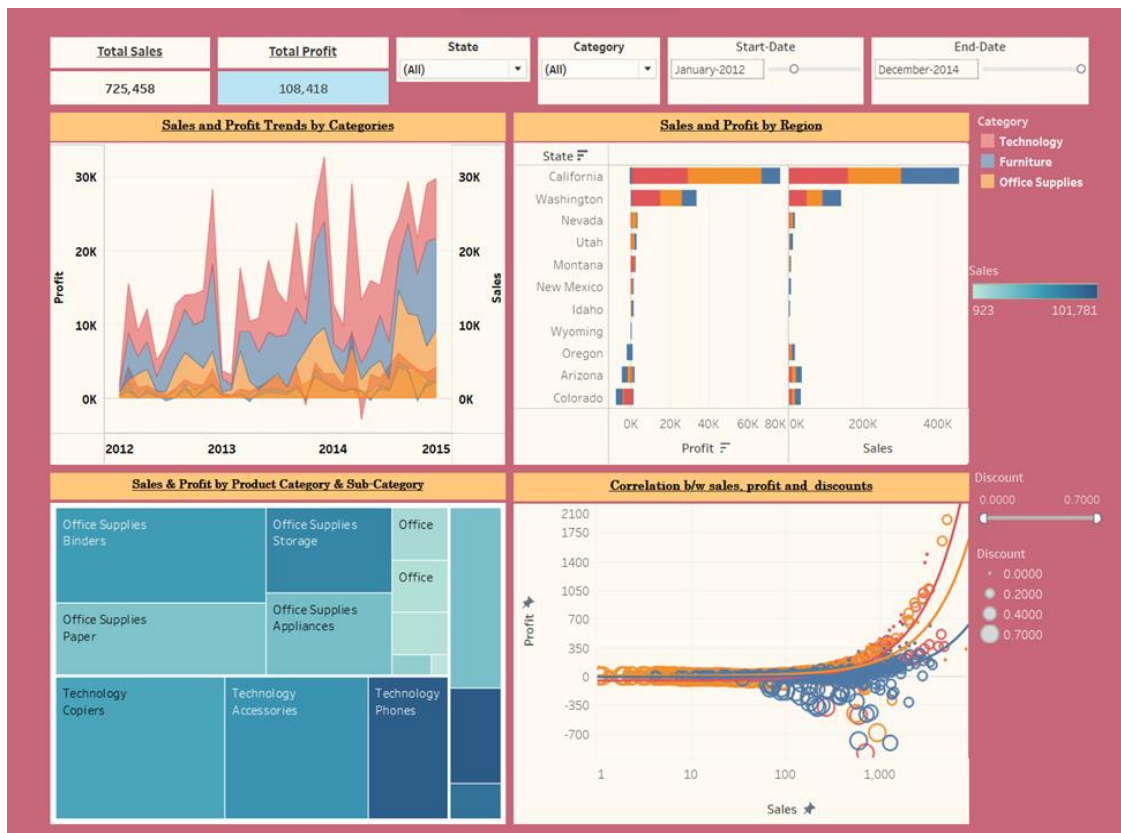 Total Sales
725,458
Total Profit
108,418
State
(All)
Category
(All)
Start-Date
January-2012
End-Date
December-2014
Sales and Profit Trends by Categories
Profit
30K
20K
10K
0K
30K
20K
10K
0K
Sales
2012 2013 2014 2015
Sales and Profit by Region
State
California
Washington
Nevada
Utah
Montana
New Mexico
Idaho
Wyoming
Oregon
Arizona
Colorado
0K 20K 40K 60K 80K 0K 200K 400K
Profit Sales
Category
Technology
Furniture
Office Supplies
Sales
923 101,781
Sales & Profit by Product Category & Sub-Category
Office Supplies
Binders
Office Supplies
Storage
Office
Office
Office Supplies
Paper
Office Supplies
Appliances
Technology
Copiers
Technology
Accessories
Technology
Phones
Correlation b/w sales, profit and discounts
Profit
2100
1750
1400
1050
700
350
0
-350
-700
1 10 100 1,000
Sales
Discount
0.0000 0.7000
Discount
0.0000
0.2000
0.4000
0.7000